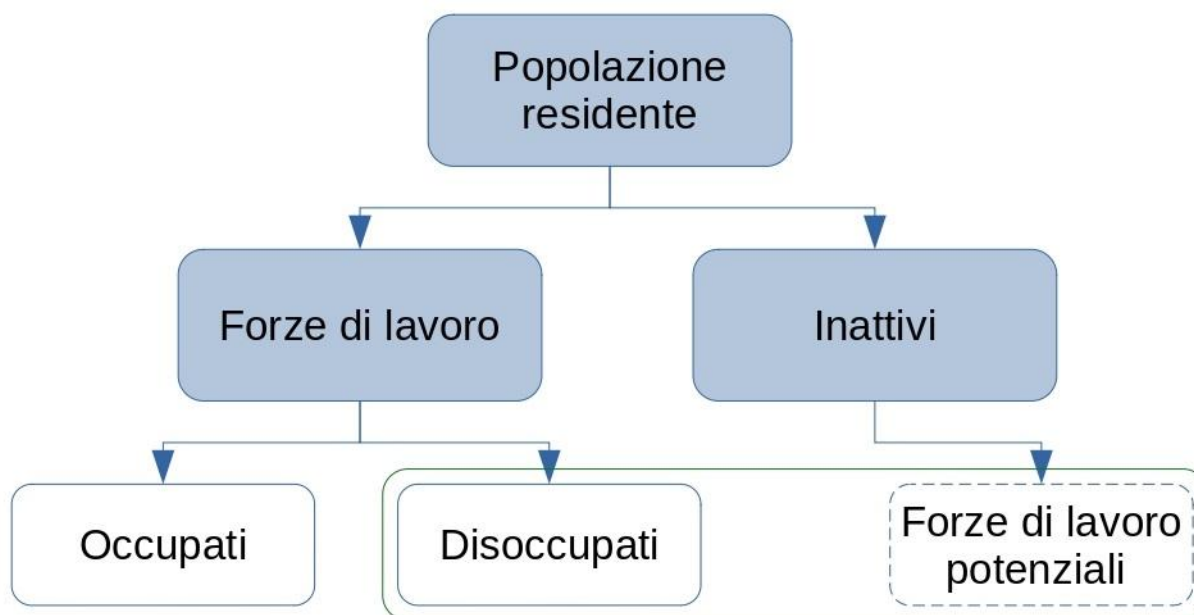 Popolazione
residente
Forze di lavoro
Inattivi
Occupati
Disoccupati
Forze di lavoro
potenziali